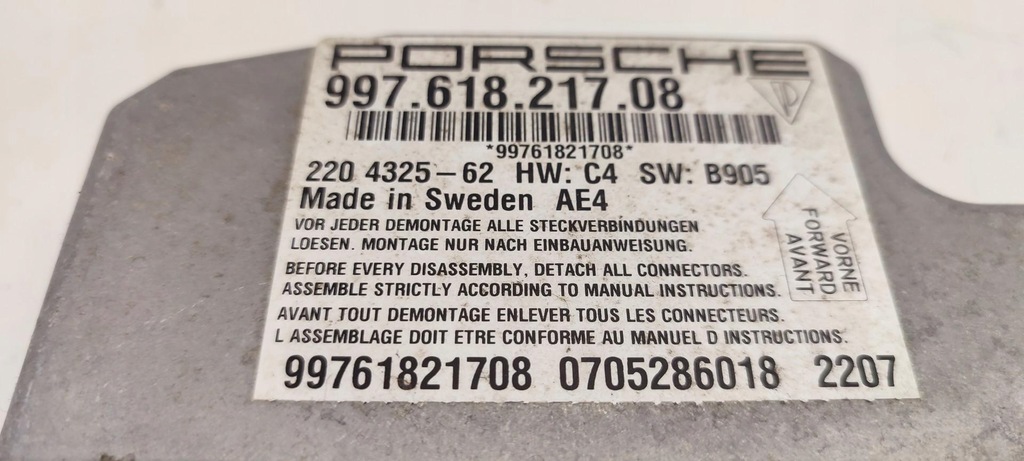 PORSCHE
997.618.217.08
*99761821708*
220 4325-62 HW: C4 SW: B905
Made in Sweden AE4
VOR JEDER DEMONTAGE ALLE STECKVERBINDUNGEN
LOESEN. MONTAGE NUR NACH EINBAUANWEISUNG.
BEFORE EVERY DISASSEMBLY, DETACH ALL CONNECTORS.
ASSEMBLE STRICTLY ACCORDING TO MANUAL INSTRUCTIONS.
AVANT TOUT DEMONTAGE ENLEVER TOUS LES CONNECTEURS.
L ASSEMBLAGE DOIT ETRE CONFORME AU MANUEL D INSTRUCTIONS.
99761821708 0705286018 2207
VORNE
FORWARD
AVANT